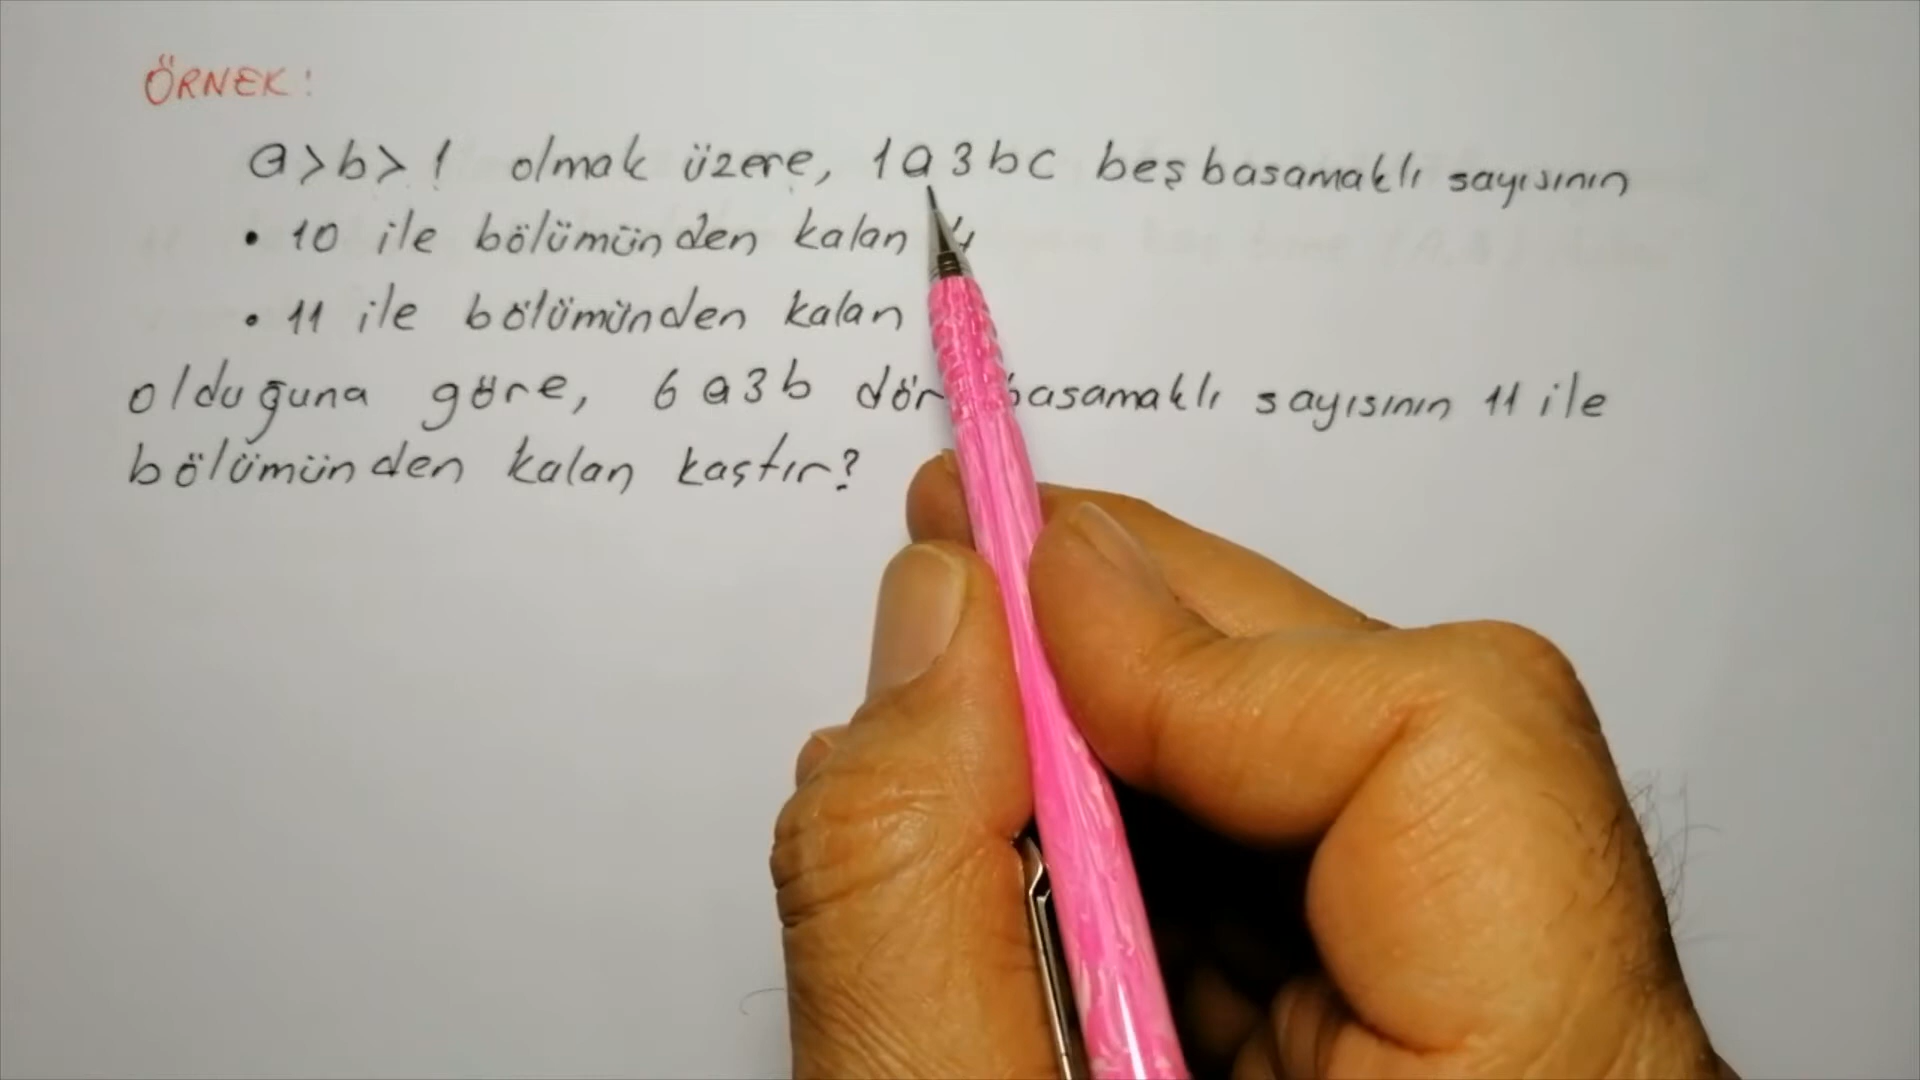 ÖRNEK:
a>b>1 olmak üzere, 1a3bc beş basamaklı sayısının
• 10 ile bölümünden kalan 4
• 11 ile bölümünden kalan
olduğuna göre, 6a3b basamaklı sayısının 11 ile
bölümünden kalan kaçtır?